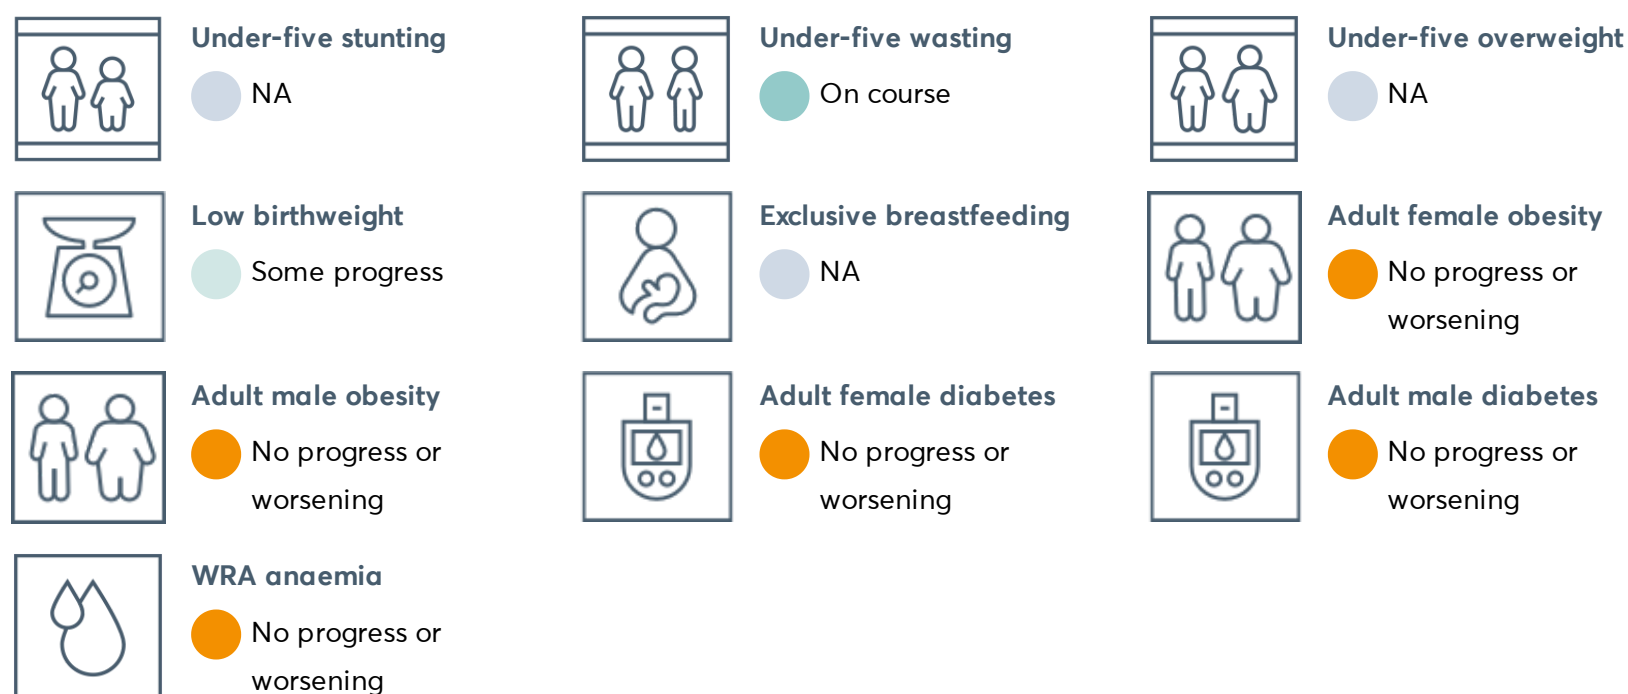 Under-five stunting
NA
Under-five wasting
On course
Under-five overweight
NA
Low birthweight
Some progress
Exclusive breastfeeding
NA
Adult female obesity
No progress or
worsening
Adult male obesity
No progress or
worsening
Adult female diabetes
No progress or
worsening
Adult male diabetes
No progress or
worsening
WRA anaemia
No progress or
worsening